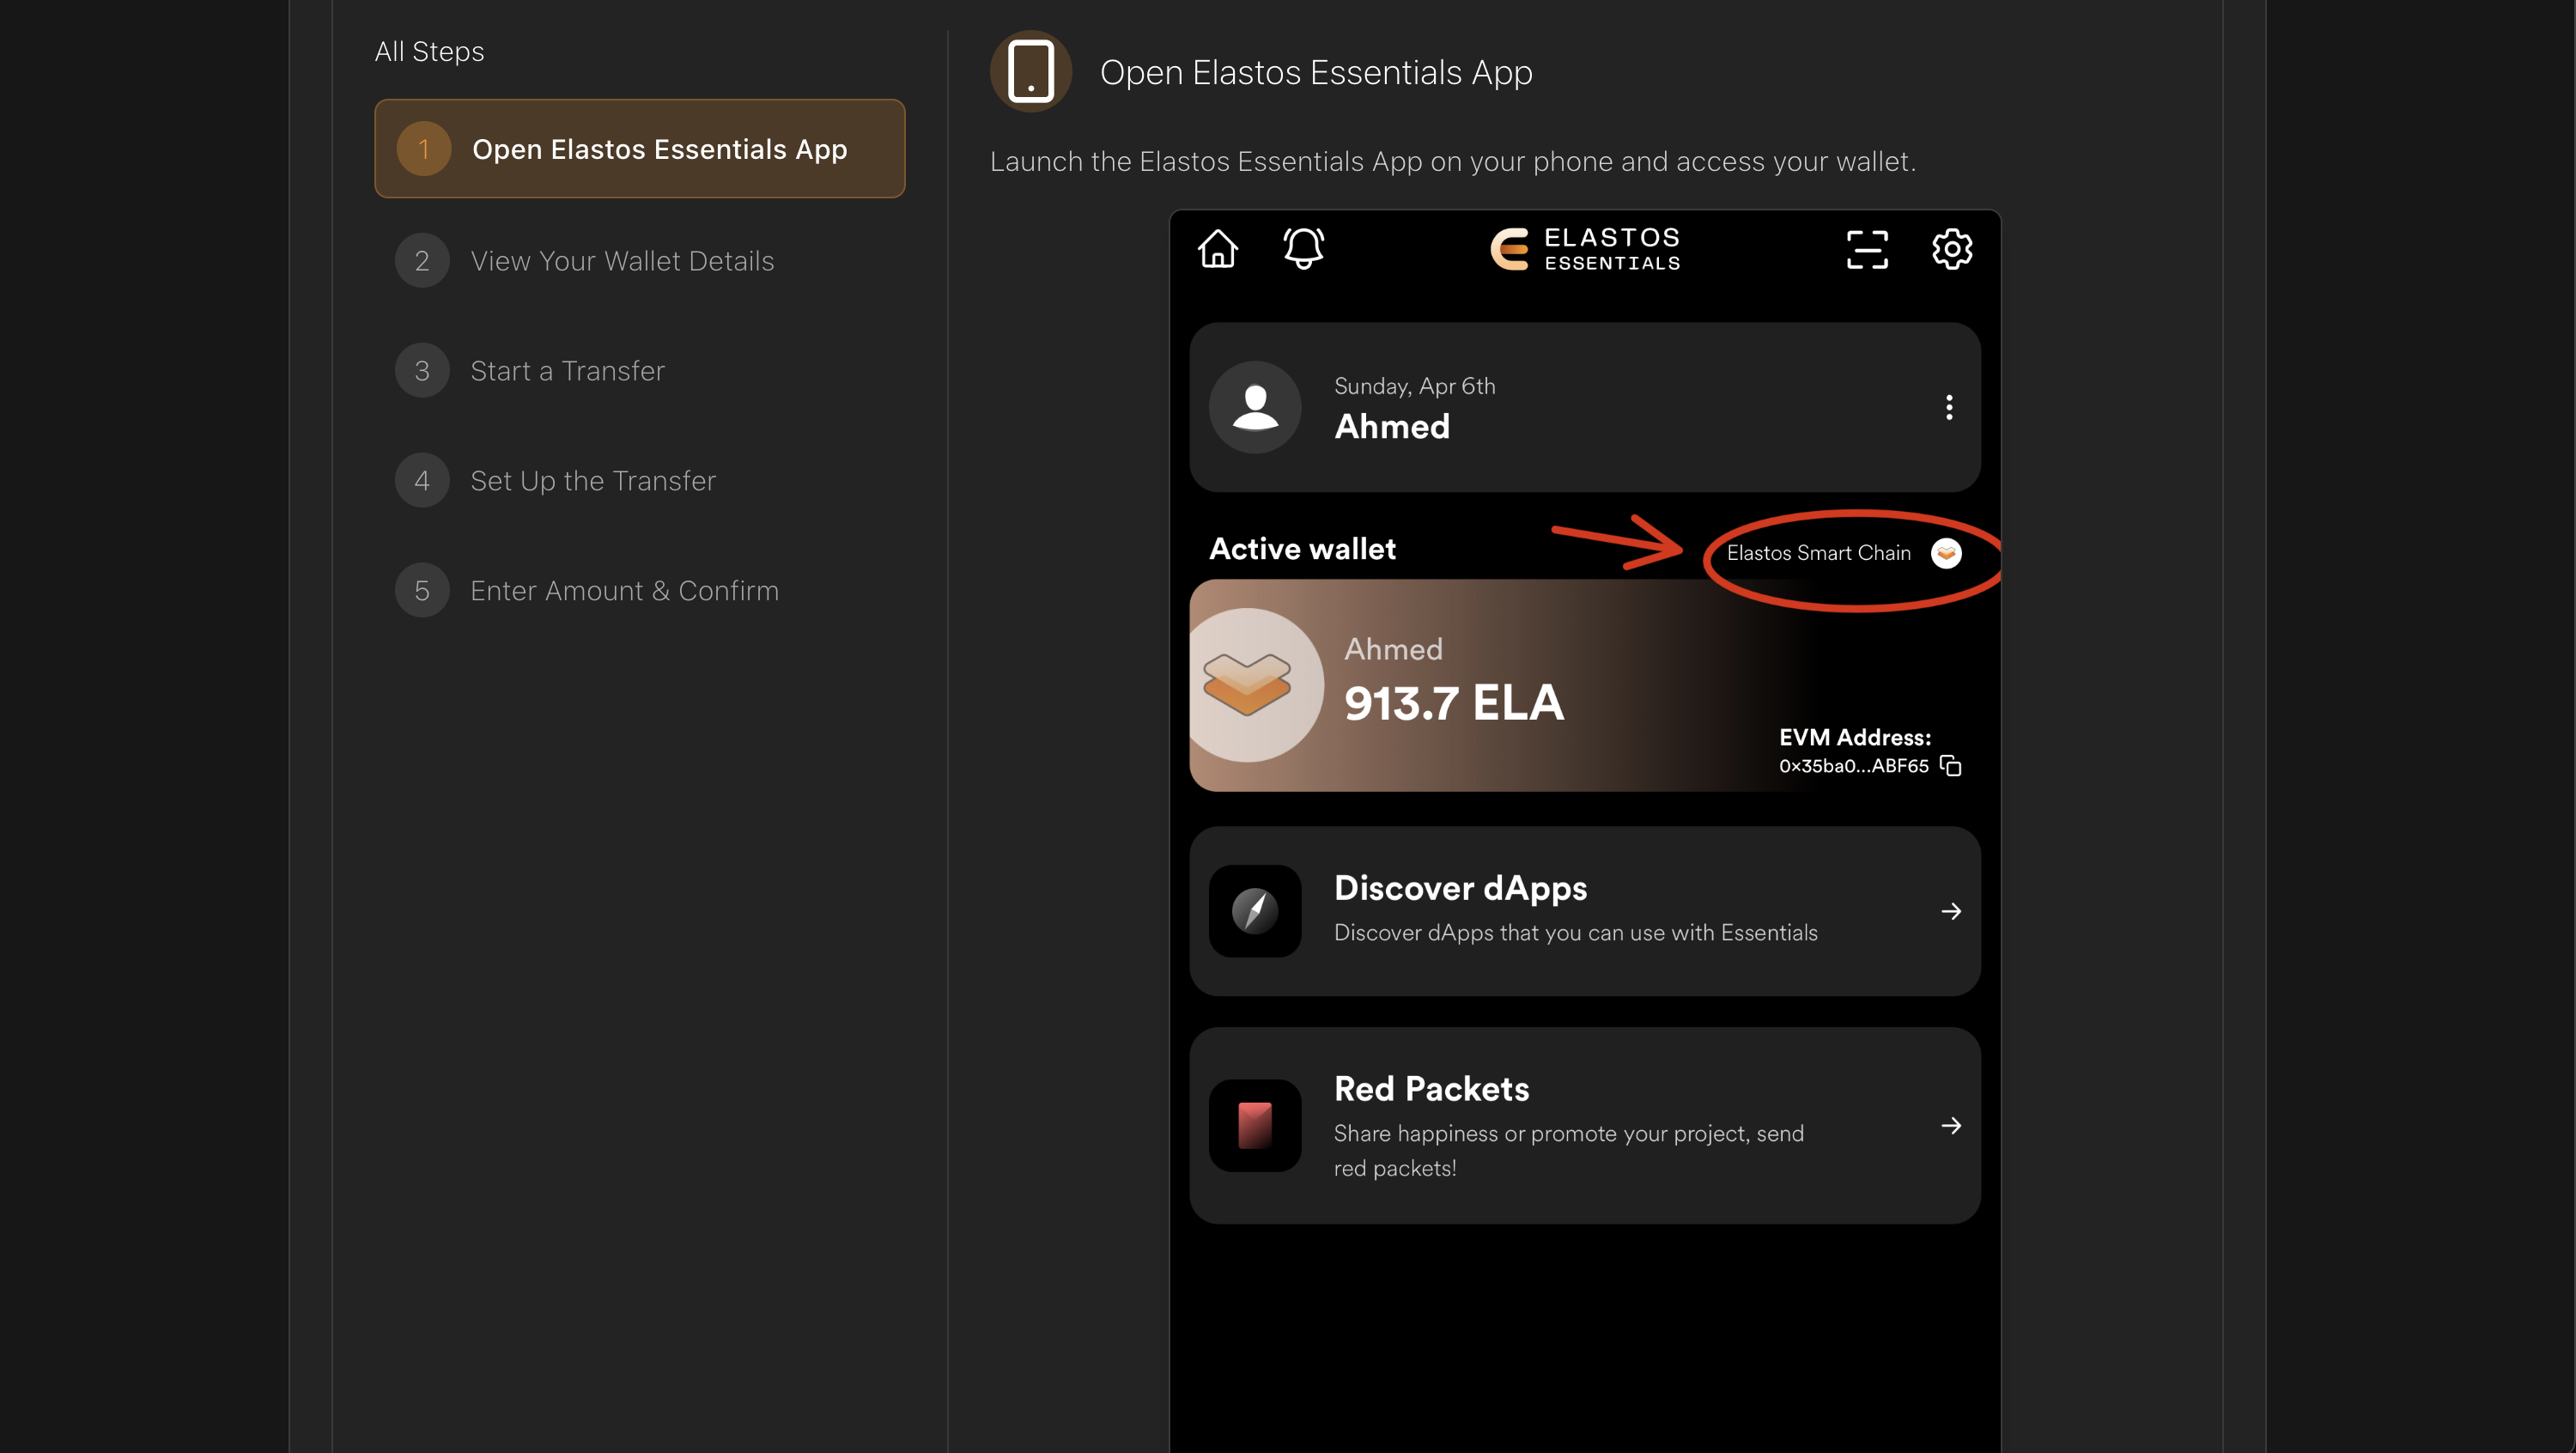 All Steps
1
Open Elastos Essentials App
2
View Your Wallet Details
3
Start a Transfer
4
Set Up the Transfer
5
Enter Amount & Confirm
Open Elastos Essentials App
Launch the Elastos Essentials App on your phone and access your wallet.
ELASTOS
ESSENTIALS
Sunday, Apr 6th
Ahmed
Active wallet
Elastos Smart Chain
Ahmed
913.7 ELA
EVM Address:
0x35ba0...ABF65
Discover dApps
Discover dApps that you can use with Essentials
Red Packets
Share happiness or promote your project, send
red packets!